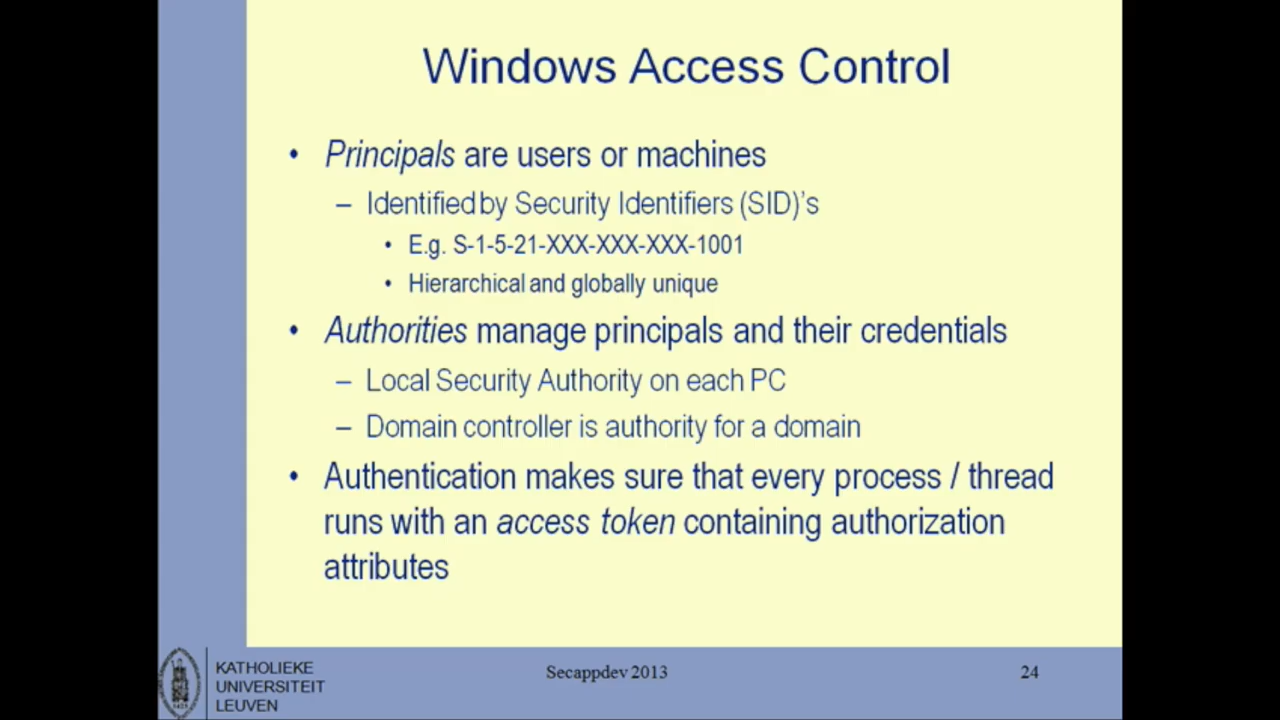 Windows Access Control
• Principals are users or machines
– Identified by Security Identifiers (SID)'s
• E.g. S-1-5-21-XXX-XXX-XXX-1001
• Hierarchical and globally unique
• Authorities manage principals and their credentials
– Local Security Authority on each PC
– Domain controller is authority for a domain
• Authentication makes sure that every process / thread
runs with an access token containing authorization
attributes
KATHOLIEKE
UNIVERSITEIT
LEUVEN
Secappdev 2013
24